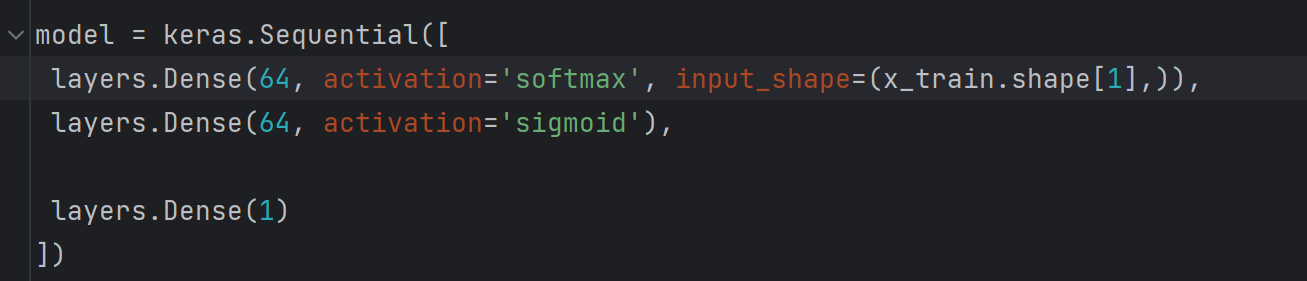 model = keras.Sequential([
 layers.Dense(64, activation='softmax', input_shape=(x_train.shape[1],)),
 layers.Dense(64, activation='sigmoid'),
 layers.Dense(1)
])